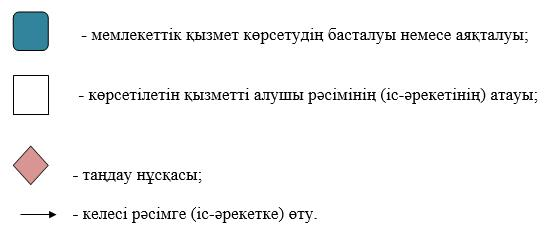 - мемлекеттік қызмет көрсетудің басталуы немесе аяқталуы;
- көрсетілетін қызметті алушы рәсімінің (іс-әрекетінің) атауы;
- таңдау нұсқасы;
- келесі рәсімге (іс-әрекетке) өту.